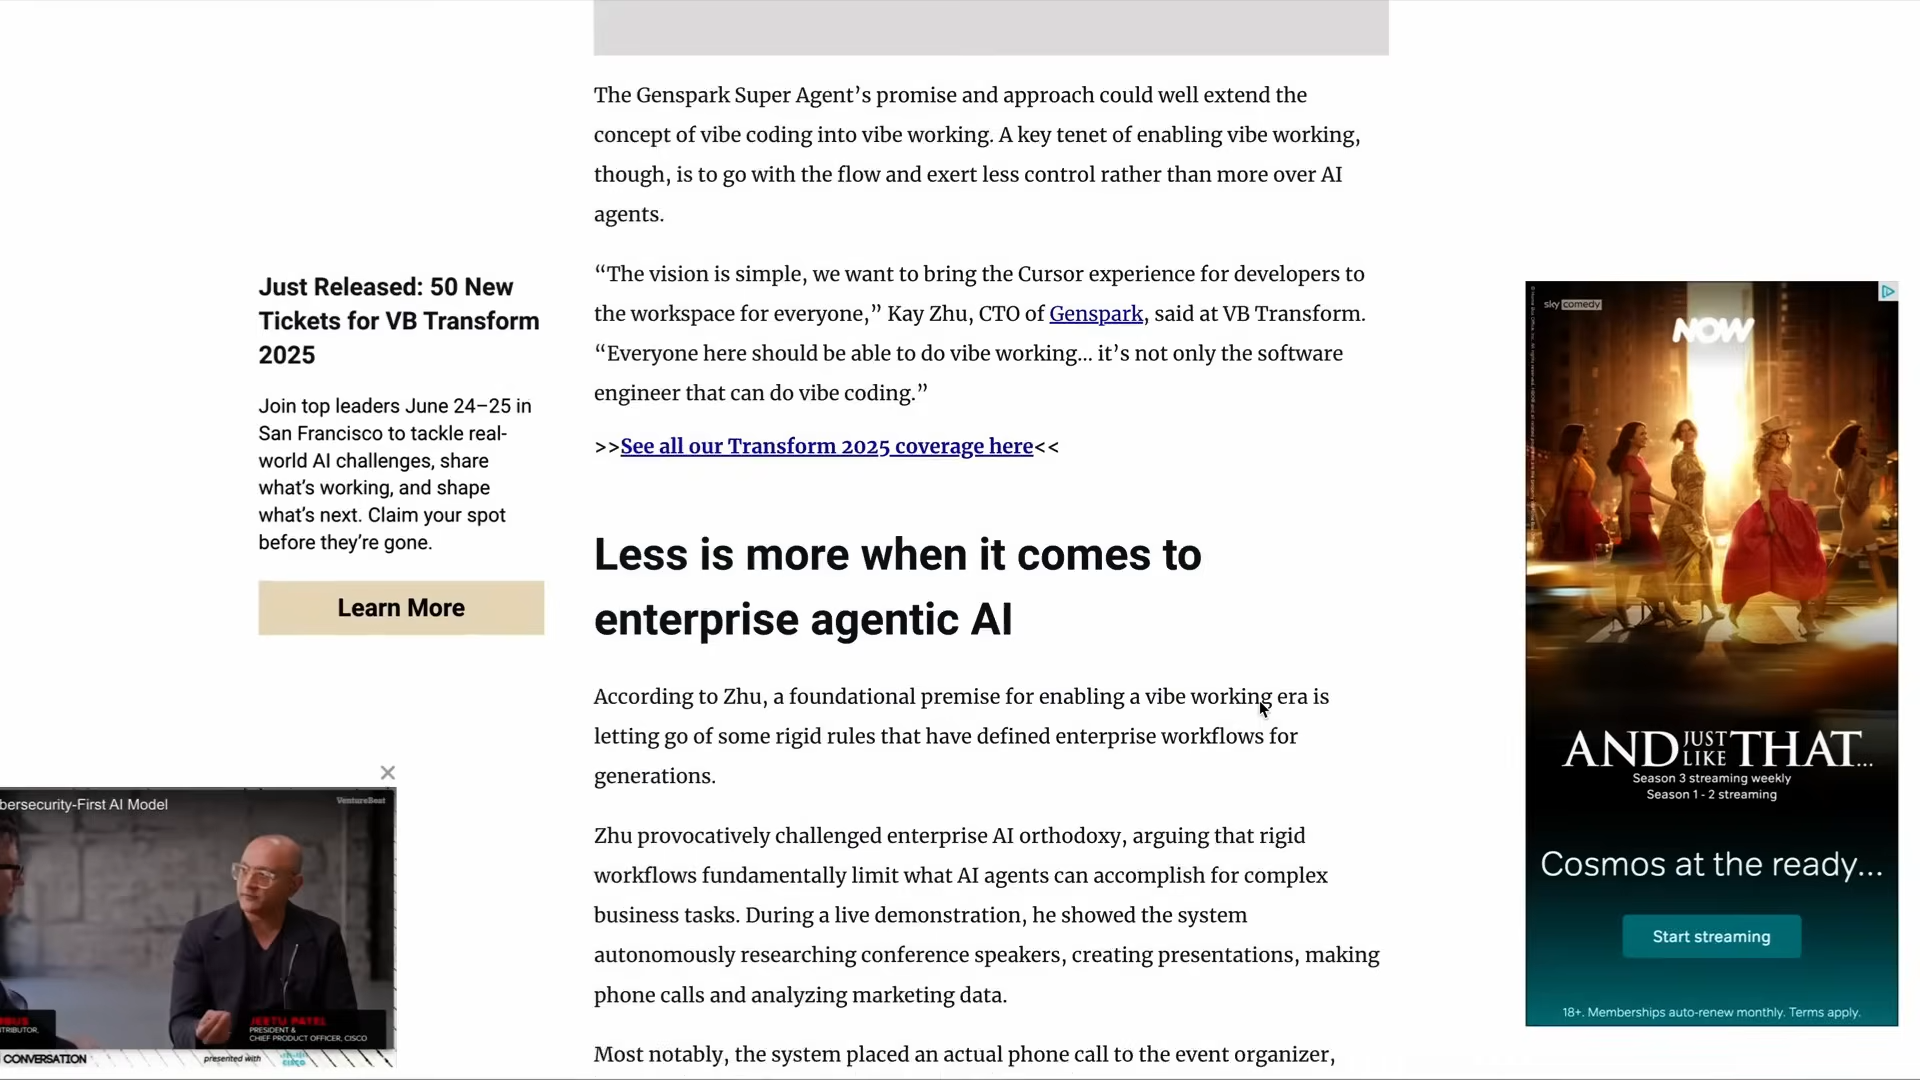 The Genspark Super Agent’s promise and approach could well extend the
concept of vibe coding into vibe working. A key tenet of enabling vibe working,
though, is to go with the flow and exert less control rather than more over AI
agents.
“The vision is simple, we want to bring the Cursor experience for developers to
the workspace for everyone,” Kay Zhu, CTO of Genspark, said at VB Transform.
“Everyone here should be able to do vibe working… it’s not only the software
engineer that can do vibe coding.”
>>See all our Transform 2025 coverage here<<
Less is more when it comes to
enterprise agentic AI
According to Zhu, a foundational premise for enabling a vibe working era is
letting go of some rigid rules that have defined enterprise workflows for
generations.
Zhu provocatively challenged enterprise AI orthodoxy, arguing that rigid
workflows fundamentally limit what AI agents can accomplish for complex
business tasks. During a live demonstration, he showed the system
autonomously researching conference speakers, creating presentations, making
phone calls and analyzing marketing data.
Most notably, the system placed an actual phone call to the event organizer,
Just Released: 50 New
Tickets for VB Transform
2025
Join top leaders June 24–25 in
San Francisco to tackle real-
world AI challenges, share
what’s working, and shape
what’s next. Claim your spot
before they’re gone.
Learn More
bersecurity-First AI Model
VentureBeat
TRIBUTOR,
JEETU PATEL
PRESIDENT &
CHIEF PRODUCT OFFICER, CISCO
CONVERSATION
presented with
CISCO
sky comedy
NOW
AND JUST LIKE THAT...
Season 3 streaming weekly
Season 1 - 2 streaming
Cosmos at the ready...
Start streaming
18+. Memberships auto-renew monthly. Terms apply.